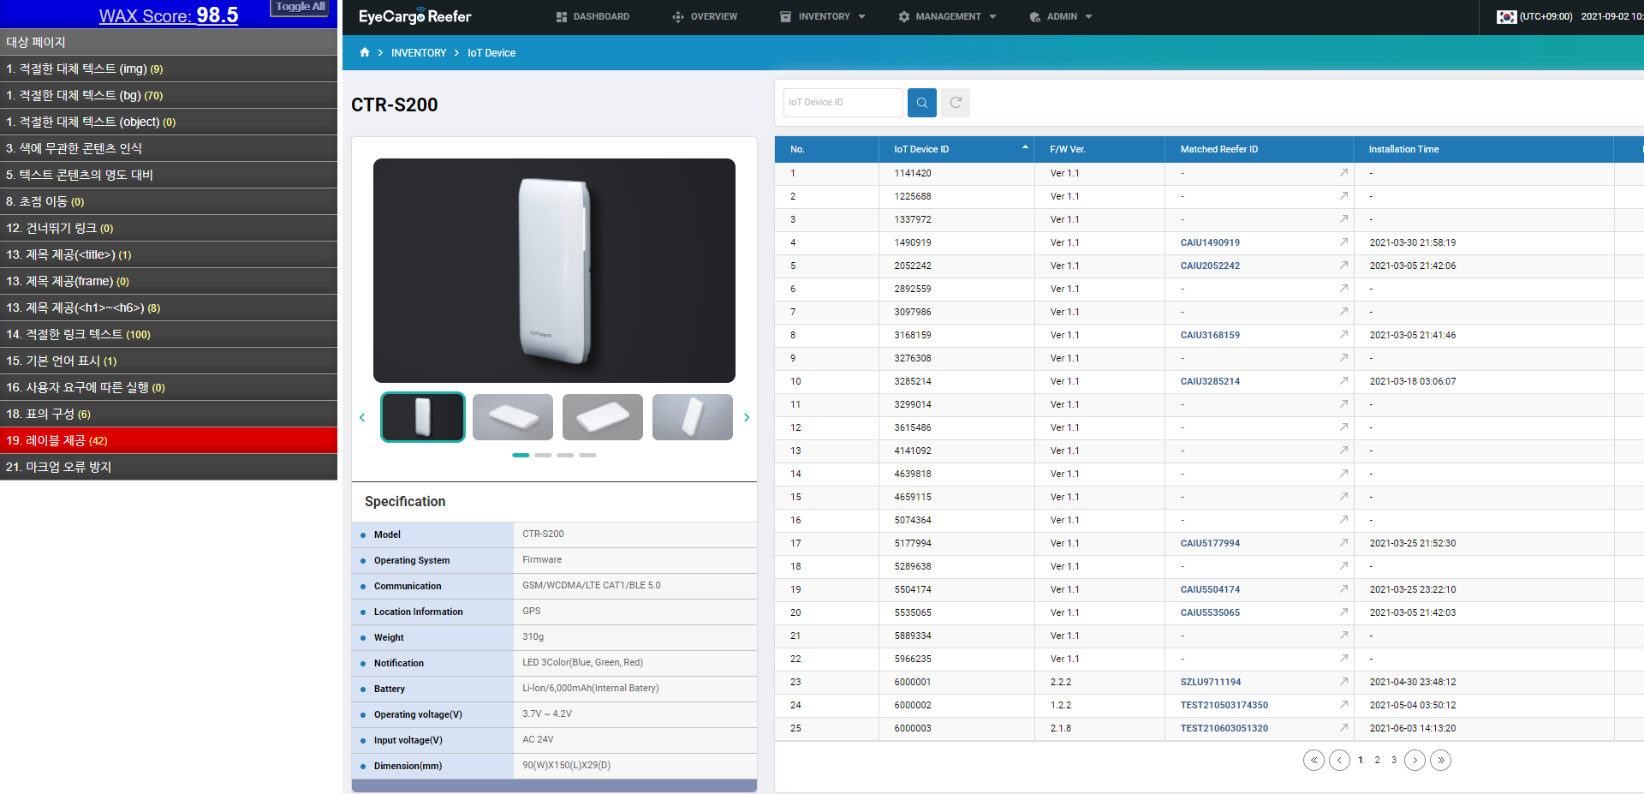 WAX Score: 98.5
Toggle All
대상 페이지
1. 적절한 대체 텍스트 (img) (9)
1. 적절한 대체 텍스트 (bg) (70)
1. 적절한 대체 텍스트 (object) (0)
3. 색에 무관한 콘텐츠 인식
5. 텍스트 콘텐츠의 명도 대비
8. 초점 이동 (0)
12. 건너뛰기 링크 (0)
13. 제목 제공(<title>) (1)
13. 제목 제공(frame) (0)
13. 제목 제공(<h1>~<h6>) (8)
14. 적절한 링크 텍스트 (100)
15. 기본 언어 표시 (1)
16. 사용자 요구에 따른 실행 (0)
18. 표의 구성 (6)
19. 레이블 제공 (42)
21. 마크업 오류 방지
EyeCargo Reefer
DASHBOARD OVERVIEW INVENTORY MANAGEMENT ADMIN
(UTC+09:00) 2021-09-02 10:
INVENTORY > IoT Device
CTR-S200
Specification
Model CTR-S200
Operating System Firmware
Communication GSM/WCDMA/LTE CAT1/BLE 5.0
Location Information GPS
Weight 310g
Notification LED 3Color(Blue, Green, Red)
Battery Li-Ion/6,000mAh(Internal Batery)
Operating voltage(V) 3.7V ~ 4.2V
Input voltage(V) AC 24V
Dimension(mm) 90(W)X150(L)X29(D)
IoT Device ID
No. IoT Device ID F/W Ver. Matched Reefer ID Installation Time
1 1141420 Ver 1.1 - -
2 1225688 Ver 1.1 - -
3 1337972 Ver 1.1 - -
4 1490919 Ver 1.1 CAIU1490919 2021-03-30 21:58:19
5 2052242 Ver 1.1 CAIU2052242 2021-03-05 21:42:06
6 2892559 Ver 1.1 - -
7 3097986 Ver 1.1 - -
8 3168159 Ver 1.1 CAIU3168159 2021-03-05 21:41:46
9 3276308 Ver 1.1 - -
10 3285214 Ver 1.1 CAIU3285214 2021-03-18 03:06:07
11 3299014 Ver 1.1 - -
12 3615486 Ver 1.1 - -
13 4141092 Ver 1.1 - -
14 4639818 Ver 1.1 - -
15 4659115 Ver 1.1 - -
16 5074364 Ver 1.1 - -
17 5177994 Ver 1.1 CAIU5177994 2021-03-25 21:52:30
18 5289638 Ver 1.1 - -
19 5504174 Ver 1.1 CAIU5504174 2021-03-25 23:22:10
20 5535065 Ver 1.1 CAIU5535065 2021-03-05 21:42:03
21 5889334 Ver 1.1 - -
22 5966235 Ver 1.1 - -
23 6000001 2.2.2 SZLU9711194 2021-04-30 23:48:12
24 6000002 1.2.2 TEST210503174350 2021-05-04 03:50:12
25 6000003 2.1.8 TEST210603051320 2021-06-03 14:13:20
« ‹ 1 2 3 › »